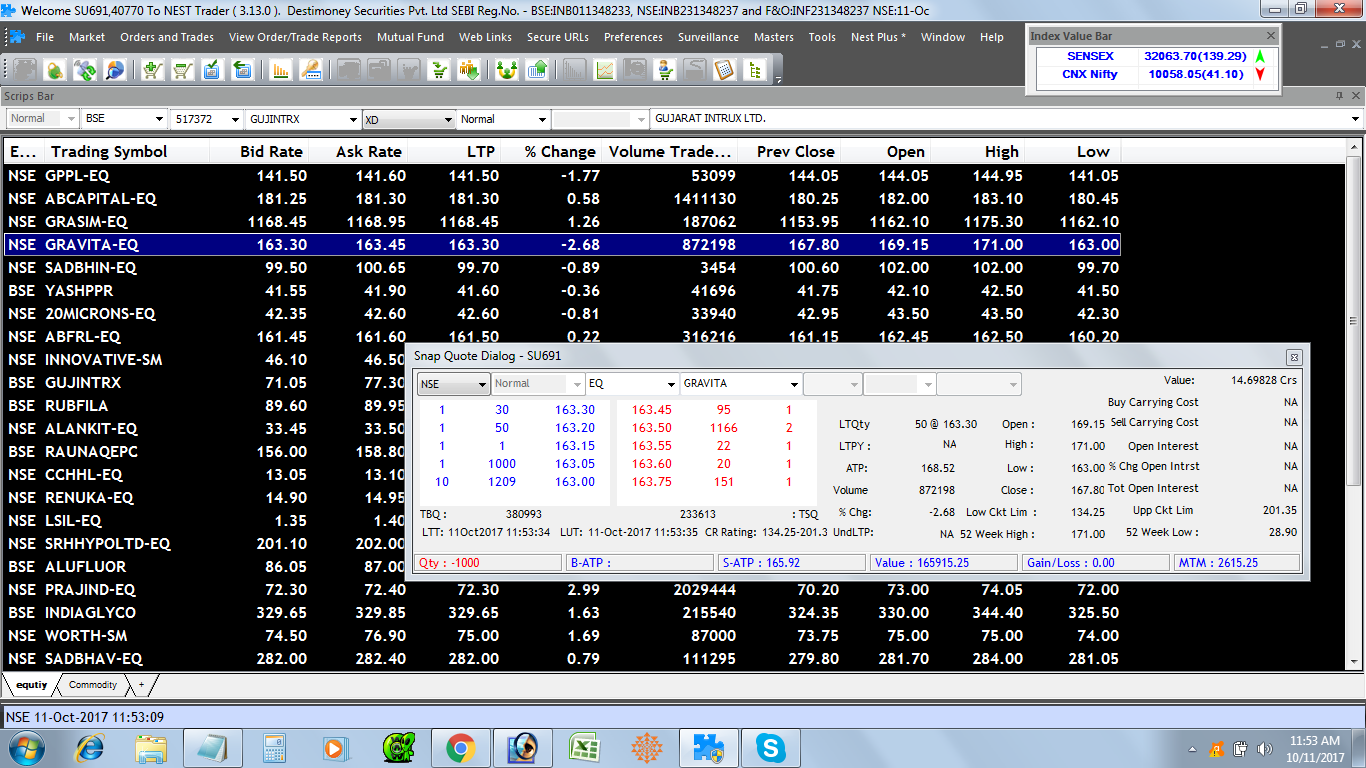 Welcome SU691,40770 To NEST Trader ( 3.13.0 ). Destimoney Securities Pvt. Ltd SEBI Reg.No. - BSE:INB011348233, NSE:INB231348237 and F&O:INF231348237 NSE:11-Oc
File Market Orders and Trades View Order/Trade Reports Mutual Fund Web Links Secure URLs Preferences Surveillance Masters Tools Nest Plus * Window Help
Index Value Bar
SENSEX 32063.70(139.29)
CNX Nifty 10058.05(41.10)
Scrips Bar
Normal BSE 517372 GUJINTRX XD Normal GUJARAT INTRUX LTD.
E... Trading Symbol Bid Rate Ask Rate LTP % Change Volume Trade... Prev Close Open High Low
NSE GPPL-EQ 141.50 141.60 141.50 -1.77 53099 144.05 144.05 144.95 141.05
NSE ABCAPITAL-EQ 181.25 181.30 181.30 0.58 1411130 180.25 182.00 183.10 180.45
NSE GRASIM-EQ 1168.45 1168.95 1168.45 1.26 187062 1153.95 1162.10 1175.30 1162.10
NSE GRAVITA-EQ 163.30 163.45 163.30 -2.68 872198 167.80 169.15 171.00 163.00
NSE SADBHIN-EQ 99.50 100.65 99.70 -0.89 3454 100.60 102.00 102.00 99.70
BSE YASHPPR 41.55 41.90 41.60 -0.36 41696 41.75 42.10 42.50 41.50
NSE 20MICRONS-EQ 42.35 42.60 42.60 -0.81 33940 42.95 43.50 43.50 42.30
NSE ABFRL-EQ 161.45 161.60 161.50 0.22 316216 161.15 162.45 162.50 160.20
NSE INNOVATIVE-SM 46.10 46.50
BSE GUJINTRX 71.05 77.30
BSE RUBFILA 89.60 89.95
NSE ALANKIT-EQ 33.45 33.50
BSE RAUNAQEPC 156.00 158.80
NSE CCHHL-EQ 13.05 13.10
NSE RENUKA-EQ 14.90 14.95
NSE LSIL-EQ 1.35 1.40
NSE SRHHYPOLTD-EQ 201.10 202.00
BSE ALUFLUOR 86.05 87.00
NSE PRAJIND-EQ 72.30 72.40 72.30 2.99 2029444 70.20 73.00 74.05 72.00
BSE INDIAGLYCO 329.65 329.85 329.65 1.63 215540 324.35 330.00 344.40 325.50
NSE WORTH-SM 74.50 76.90 75.00 1.69 87000 73.75 75.00 75.00 74.00
NSE SADBHAV-EQ 282.00 282.40 282.00 0.79 111295 279.80 281.70 284.00 281.05
Snap Quote Dialog - SU691
NSE Normal EQ GRAVITA Value: 14.69828 Crs
Buy Carrying Cost NA
1 30 163.30 163.45 95 1
1 50 163.20 163.50 1166 2
1 1 163.15 163.55 22 1
1 1000 163.05 163.60 20 1
10 1209 163.00 163.75 151 1
LTQty 50 @ 163.30 Open : 169.15 Sell Carrying Cost NA
LTPY : NA High : 171.00 Open Interest NA
ATP: 168.52 Low : 163.00 % Chg Open Intrst NA
Volume 872198 Close : 167.80 Tot Open Interest NA
TBQ : 380993 233613 : TSQ % Chg: -2.68 Low Ckt Lim : 134.25 Upp Ckt Lim 201.35
LTT: 11Oct2017 11:53:34 LUT: 11-Oct-2017 11:53:35 CR Rating: 134.25-201.3 UndLTP: NA 52 Week High : 171.00 52 Week Low : 28.90
Qty : -1000 B-ATP : S-ATP : 165.92 Value : 165915.25 Gain/Loss : 0.00 MTM : 2615.25
equtiy Commodity +
NSE 11-Oct-2017 11:53:09
11:53 AM
10/11/2017